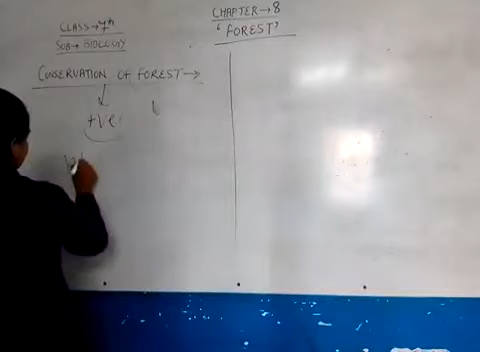 CLASS→7th
SUB→ BIOLOGY
CHAPTER→8
'FOREST'
CONSERVATION OF FOREST→
+ve